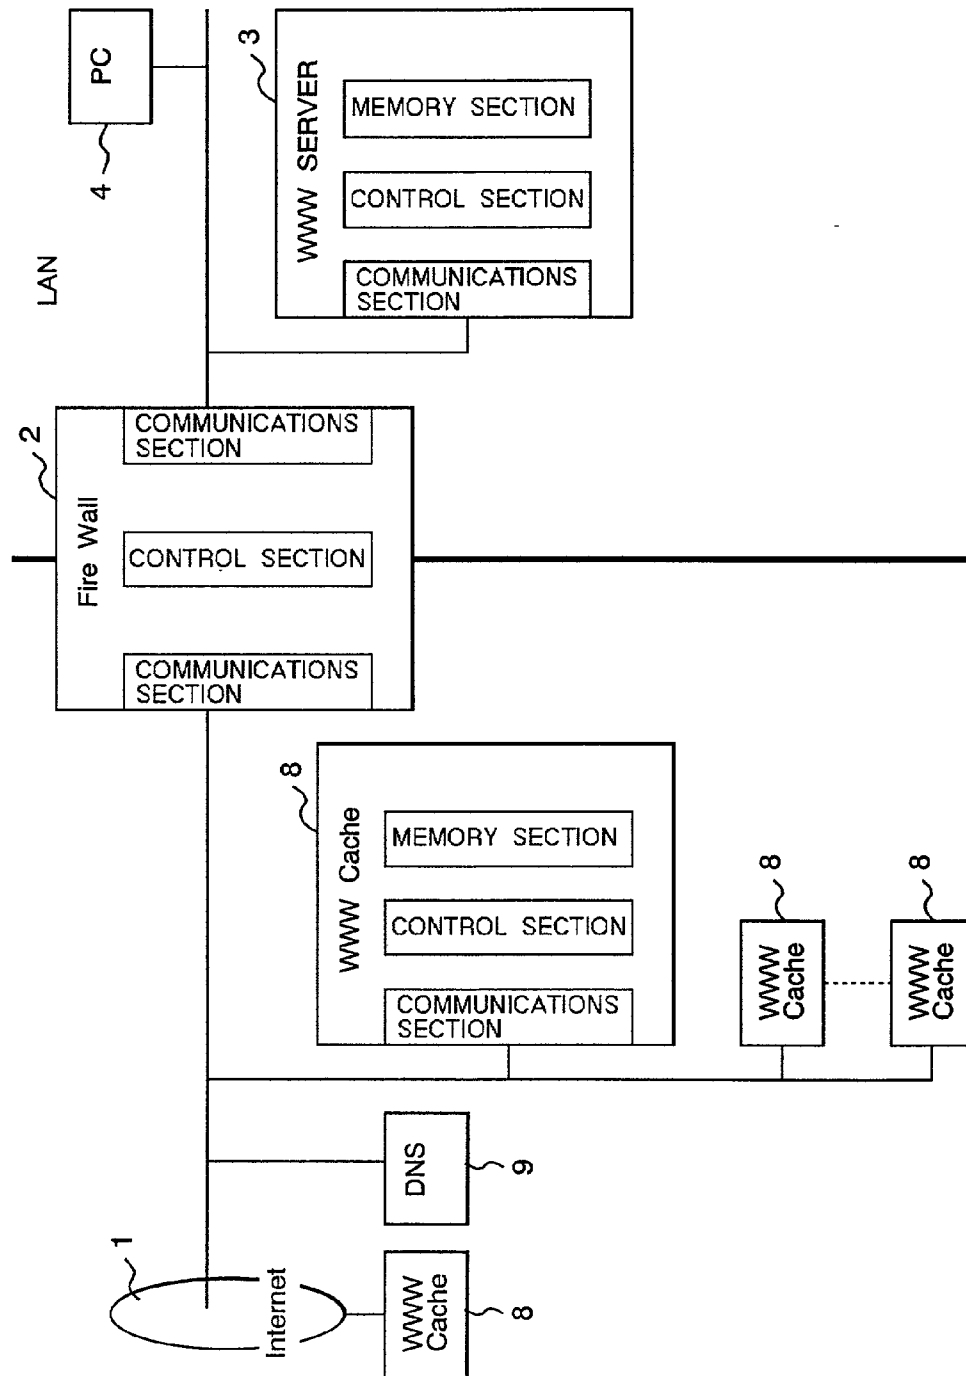 PC
4
LAN
3
WWW SERVER
MEMORY SECTION
CONTROL SECTION
COMMUNICATIONS
SECTION
2
Fire Wall
COMMUNICATIONS
SECTION
CONTROL SECTION
COMMUNICATIONS
SECTION
8
WWW Cache
MEMORY SECTION
CONTROL SECTION
COMMUNICATIONS
SECTION
8
WWW
Cache
8
WWW
Cache
DNS
9
1
Internet
WWW
Cache
8